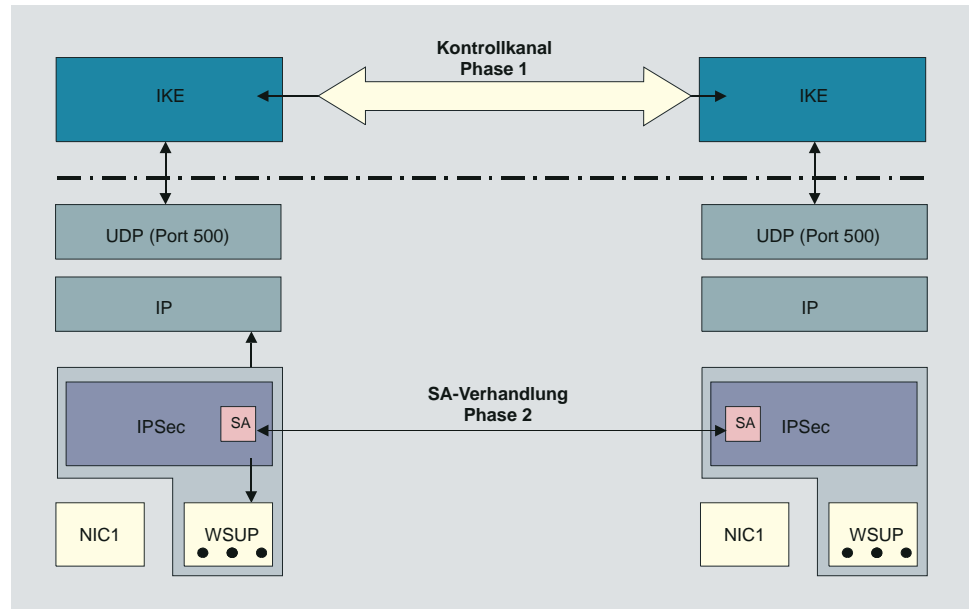 Kontrollkanal
Phase 1
IKE
IKE
UDP (Port 500)
UDP (Port 500)
IP
IP
SA-Verhandlung
Phase 2
IPSec
SA
SA
IPSec
NIC1
WSUP
NIC1
WSUP